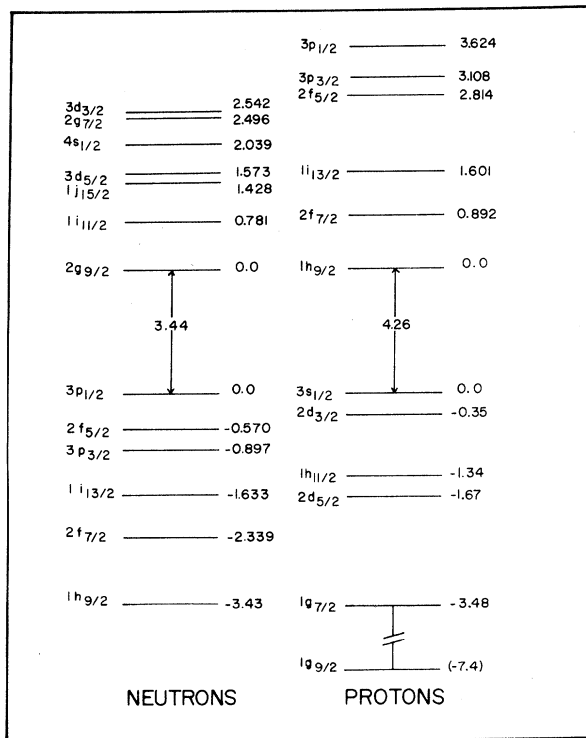 3d3/2 2.542
2g7/2 2.496
4s1/2 2.039
3d5/2 1.573
1j15/2 1.428
1i11/2 0.781
2g9/2 0.0
3.44
3p1/2 0.0
2f5/2 -0.570
3p3/2 -0.897
1i13/2 -1.633
2f7/2 -2.339
1h9/2 -3.43
NEUTRONS
3p1/2 3.624
3p3/2 3.108
2f5/2 2.814
1i13/2 1.601
2f7/2 0.892
1h9/2 0.0
4.26
3s1/2 0.0
2d3/2 -0.35
1h11/2 -1.34
2d5/2 -1.67
1g7/2 -3.48
1g9/2 (-7.4)
PROTONS